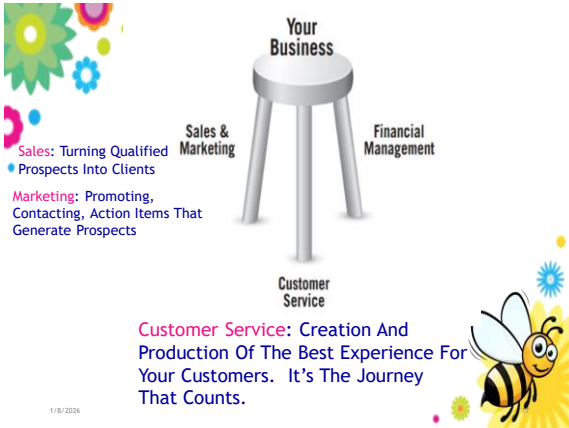 Your
Business
Sales &
Marketing
Financial
Management
Sales: Turning Qualified
Prospects Into Clients
Marketing: Promoting,
Contacting, Action Items That
Generate Prospects
Customer
Service
Customer Service: Creation And
Production Of The Best Experience For
Your Customers.  It's The Journey
That Counts.
1/8/2026